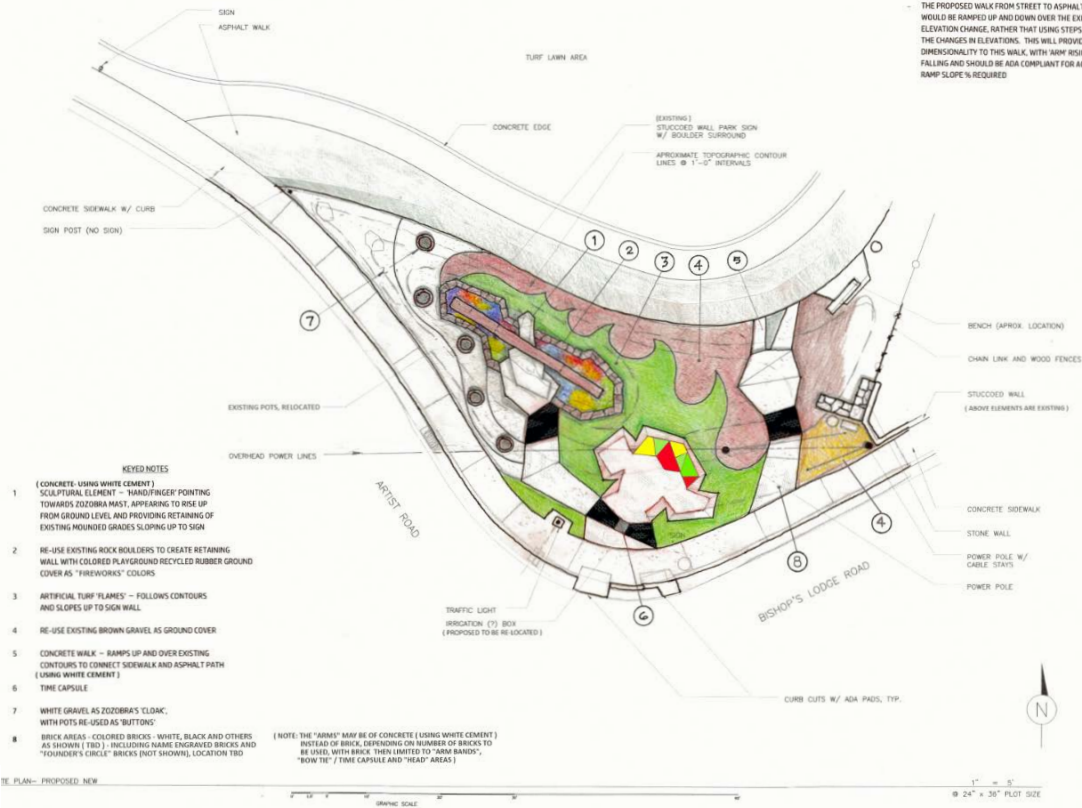 THE PROPOSED WALK FROM STREET TO ASPHALT
WOULD BE RAMPED UP AND DOWN OVER THE
ELEVATION CHANGE, RATHER THAT USING STEPS
THE CHANGES IN ELEVATIONS. THIS WILL
DIMENSIONALITY TO THIS WALK, WITH 'ARM'
FALLING AND SHOULD BE ADA COMPLIANT FOR
RAMP SLOPE % REQUIRED
SIGN
ASPHALT WALK
TURF LAWN AREA
CONCRETE EDGE
(EXISTING)
STUCCOED WALL PARK SIGN
W/ BOULDER SURROUND
APROXIMATE TOPOGRAPHIC CONTOUR
LINES @ 1'-0" INTERVALS
CONCRETE SIDEWALK W/ CURB
SIGN POST (NO SIGN)
1
2
3
4
5
7
BENCH (APROX. LOCATION)
CHAIN LINK AND WOOD FENCES
STUCCOED WALL
( ABOVE ELEMENTS ARE EXISTING )
EXISTING POTS, RELOCATED
OVERHEAD POWER LINES
ARTIST ROAD
BISHOP'S LODGE ROAD
4
8
6
CONCRETE SIDEWALK
STONE WALL
POWER POLE W/
CABLE STAYS
POWER POLE
TRAFFIC LIGHT
IRRIGATION (?) BOX
( PROPOSED TO BE RE-LOCATED )
CURB CUTS W/ ADA PADS, TYP.
N
KEYED NOTES
( CONCRETE- USING WHITE CEMENT )
1 SCULPTURAL ELEMENT - 'HAND/FINGER' POINTING
TOWARDS ZOZOBRA MAST, APPEARING TO RISE UP
FROM GROUND LEVEL AND PROVIDING RETAINING OF
EXISTING MOUNDED GRADES SLOPING UP TO SIGN
2 RE-USE EXISTING ROCK BOULDERS TO CREATE RETAINING
WALL WITH COLORED PLAYGROUND RECYCLED RUBBER GROUND
COVER AS "FIREWORKS" COLORS
3 ARTIFICIAL TURF 'FLAMES' - FOLLOWS CONTOURS
AND SLOPES UP TO SIGN WALL
4 RE-USE EXISTING BROWN GRAVEL AS GROUND COVER
5 CONCRETE WALK - RAMPS UP AND OVER EXISTING
CONTOURS TO CONNECT SIDEWALK AND ASPHALT PATH
( USING WHITE CEMENT )
6 TIME CAPSULE
7 WHITE GRAVEL AS ZOZOBRA'S 'CLOAK',
WITH POTS RE-USED AS 'BUTTONS'
8 BRICK AREAS - COLORED BRICKS - WHITE, BLACK AND OTHERS
AS SHOWN ( TBD ) - INCLUDING NAME ENGRAVED BRICKS AND
"FOUNDER'S CIRCLE" BRICKS (NOT SHOWN), LOCATION TBD
( NOTE: THE "ARMS" MAY BE OF CONCRETE ( USING WHITE CEMENT )
INSTEAD OF BRICK, DEPENDING ON NUMBER OF BRICKS TO
BE USED, WITH BRICK THEN LIMITED TO "ARM BANDS",
"BOW TIE" / TIME CAPSULE AND "HEAD" AREAS )
PLAN- PROPOSED NEW
GRAPHIC SCALE
1" = 5'
@ 24" x 36" PLOT SIZE